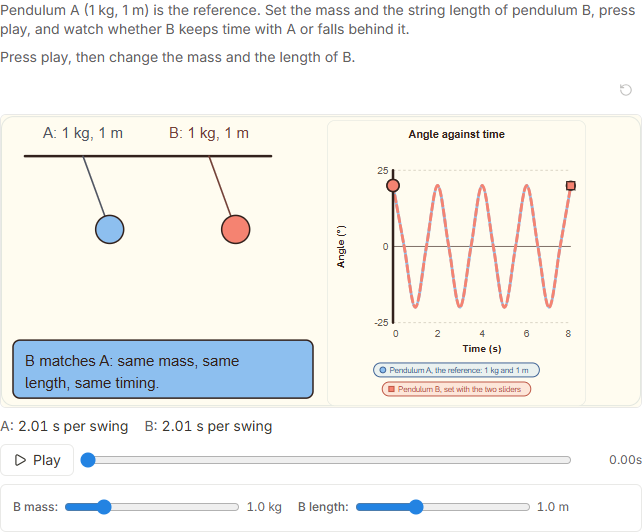 Pendulum A (1 kg, 1 m) is the reference. Set the mass and the string length of pendulum B, press
play, and watch whether B keeps time with A or falls behind it.
Press play, then change the mass and the length of B.
A: 1 kg, 1 m
B: 1 kg, 1 m
B matches A: same mass, same
length, same timing.
Angle against time
25
0
-25
Angle (°)
0 2 4 6 8
Time (s)
Pendulum A, the reference: 1 kg and 1 m
Pendulum B, set with the two sliders
A: 2.01 s per swing B: 2.01 s per swing
Play 0.00s
B mass: 1.0 kg B length: 1.0 m